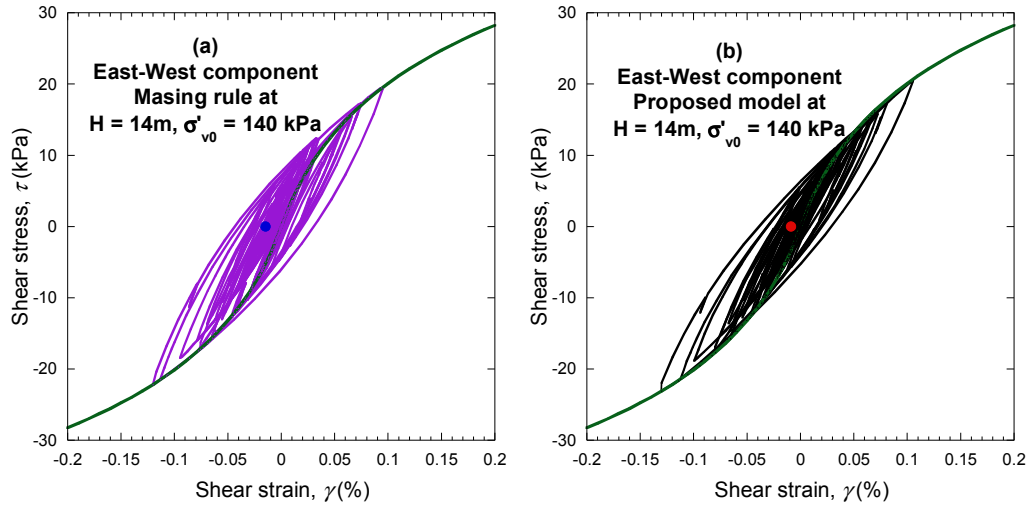 (a)
East-West component
Masing rule at
H = 14m, σ'v0 = 140 kPa
Shear stress, τ (kPa)
30
20
10
0
-10
-20
-30
-0.2 -0.15 -0.1 -0.05 0 0.05 0.1 0.15 0.2
Shear strain, γ (%)
(b)
East-West component
Proposed model at
H = 14m, σ'v0 = 140 kPa
Shear stress, τ (kPa)
30
20
10
0
-10
-20
-30
-0.2 -0.15 -0.1 -0.05 0 0.05 0.1 0.15 0.2
Shear strain, γ (%)